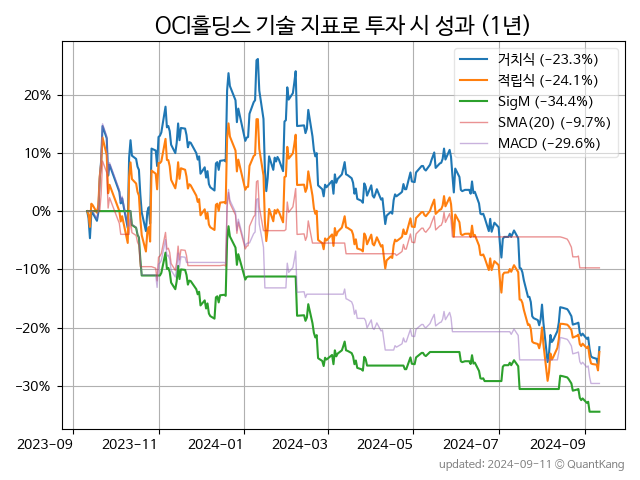 OCI홀딩스 기술 지표로 투자 시 성과 (1년)
거치식 (−23.3%)
적립식 (−24.1%)
SigM (−34.4%)
SMA(20) (−9.7%)
MACD (−29.6%)
20%
10%
0%
−10%
−20%
−30%
2023-09 2023-11 2024-01 2024-03 2024-05 2024-07 2024-09
updated: 2024-09-11 © QuantKang